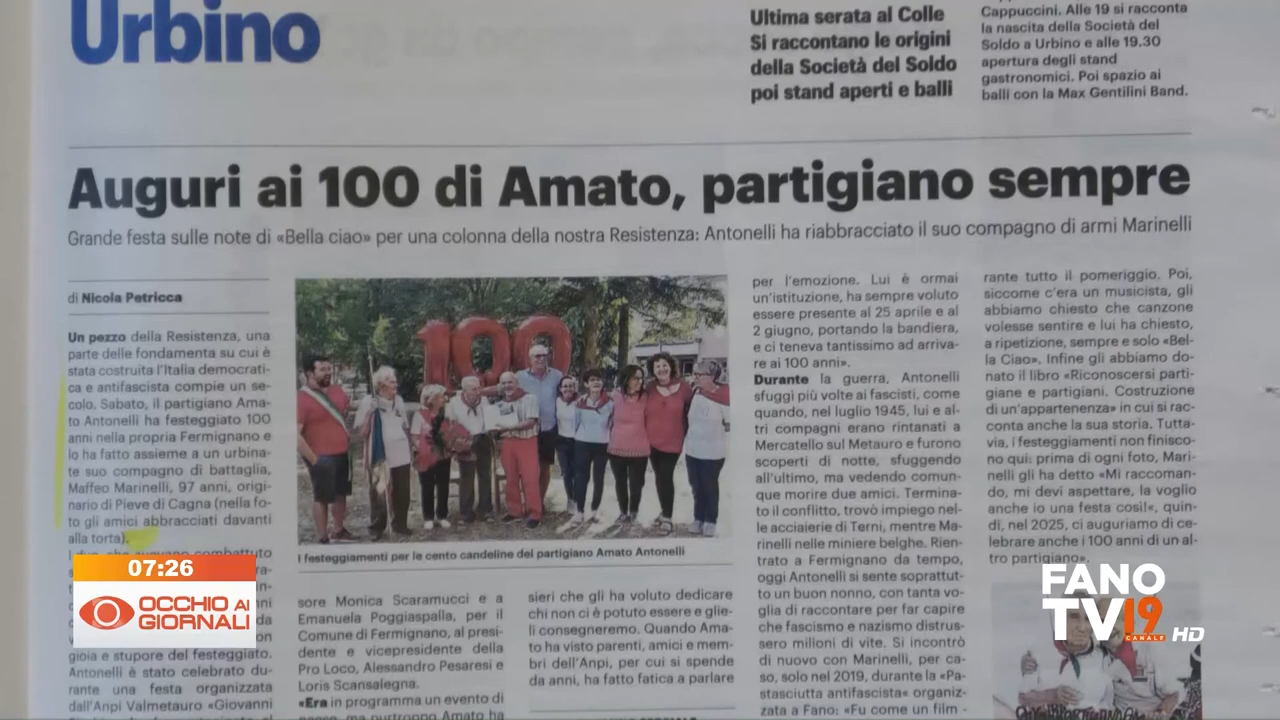 Urbino
Ultima serata al Colle
Si raccontano le origini
della Società del Soldo
poi stand aperti e balli
Cappuccini. Alle 19 si racconta
la nascita della Società del
Soldo a Urbino e alle 19.30
apertura degli stand
gastronomici. Poi spazio ai
balli con la Max Gentilini Band.
Auguri ai 100 di Amato, partigiano sempre
Grande festa sulle note di «Bella ciao» per una colonna della nostra Resistenza: Antonelli ha riabbracciato il suo compagno di armi Marinelli
di Nicola Petricca
Un pezzo della Resistenza, una
parte delle fondamenta su cui è
stata costruita l'Italia democrati-
ca e antifascista compie un se-
colo. Sabato, il partigiano Ama-
to Antonelli ha festeggiato 100
anni nella propria Fermignano e
lo ha fatto assieme a un urbina-
te suo compagno di battaglia,
Maffeo Marinelli, 97 anni, origi-
nario di Pieve di Cagna (nella fo-
to gli amici abbracciati davanti
alla torta).
gioia e stupore del festeggiato.
Antonelli è stato celebrato du-
rante una festa organizzata
dall'Anpi Valmetauro «Giovanni
100
I festeggiamenti per le cento candeline del partigiano Amato Antonelli
sore Monica Scaramucci e a
Emanuela Poggiaspalla, per il
Comune di Fermignano, al presi-
dente e vicepresidente della
Pro Loco, Alessandro Pesaresi e
Loris Scansalegna.
«Era in programma un evento di
ma purtroppo Amato ha
sieri che gli ha voluto dedicare
chi non ci è potuto essere e glie-
li consegneremo. Quando Ama-
to ha visto parenti, amici e mem-
bri dell'Anpi, per cui si spende
da anni, ha fatto fatica a parlare
per l'emozione. Lui è ormai
un'istituzione, ha sempre voluto
essere presente al 25 aprile e al
2 giugno, portando la bandiera,
e ci teneva tantissimo ad arriva-
re ai 100 anni».
Durante la guerra, Antonelli
sfuggì più volte ai fascisti, come
quando, nel luglio 1945, lui e al-
tri compagni erano rintanati a
Mercatello sul Metauro e furono
scoperti di notte, sfuggendo
all'ultimo, ma vedendo comun-
que morire due amici. Termina-
to il conflitto, trovò impiego nel-
le acciaierie di Terni, mentre Ma-
rinelli nelle miniere belghe. Rien-
trato a Fermignano da tempo,
oggi Antonelli si sente soprattut-
to un buon nonno, con tanta vo-
glia di raccontare per far capire
che fascismo e nazismo distrus-
sero milioni di vite. Si incontrò
di nuovo con Marinelli, per ca-
so, solo nel 2019, durante la «Pa-
stasciutta antifascista» organiz-
zata a Fano: «Fu come un film -
rante tutto il pomeriggio. Poi,
siccome c'era un musicista, gli
abbiamo chiesto che canzone
volesse sentire e lui ha chiesto,
a ripetizione, sempre e solo «Bel-
la Ciao». Infine gli abbiamo do-
nato il libro «Riconoscersi parti-
giane e partigiani. Costruzione
di un'appartenenza» in cui si rac-
conta anche la sua storia. Tutta-
via, i festeggiamenti non finisco-
no qui: prima di ogni foto, Mari-
nelli gli ha detto «Mi raccoman-
do, mi devi aspettare, la voglio
anche io una festa così!«, quin-
di, nel 2025, ci auguriamo di ce-
lebrare anche i 100 anni di un al-
tro partigiano».
07:26
OCCHIO AI
GIORNALI
FANO
TV 19
CANALE
HD